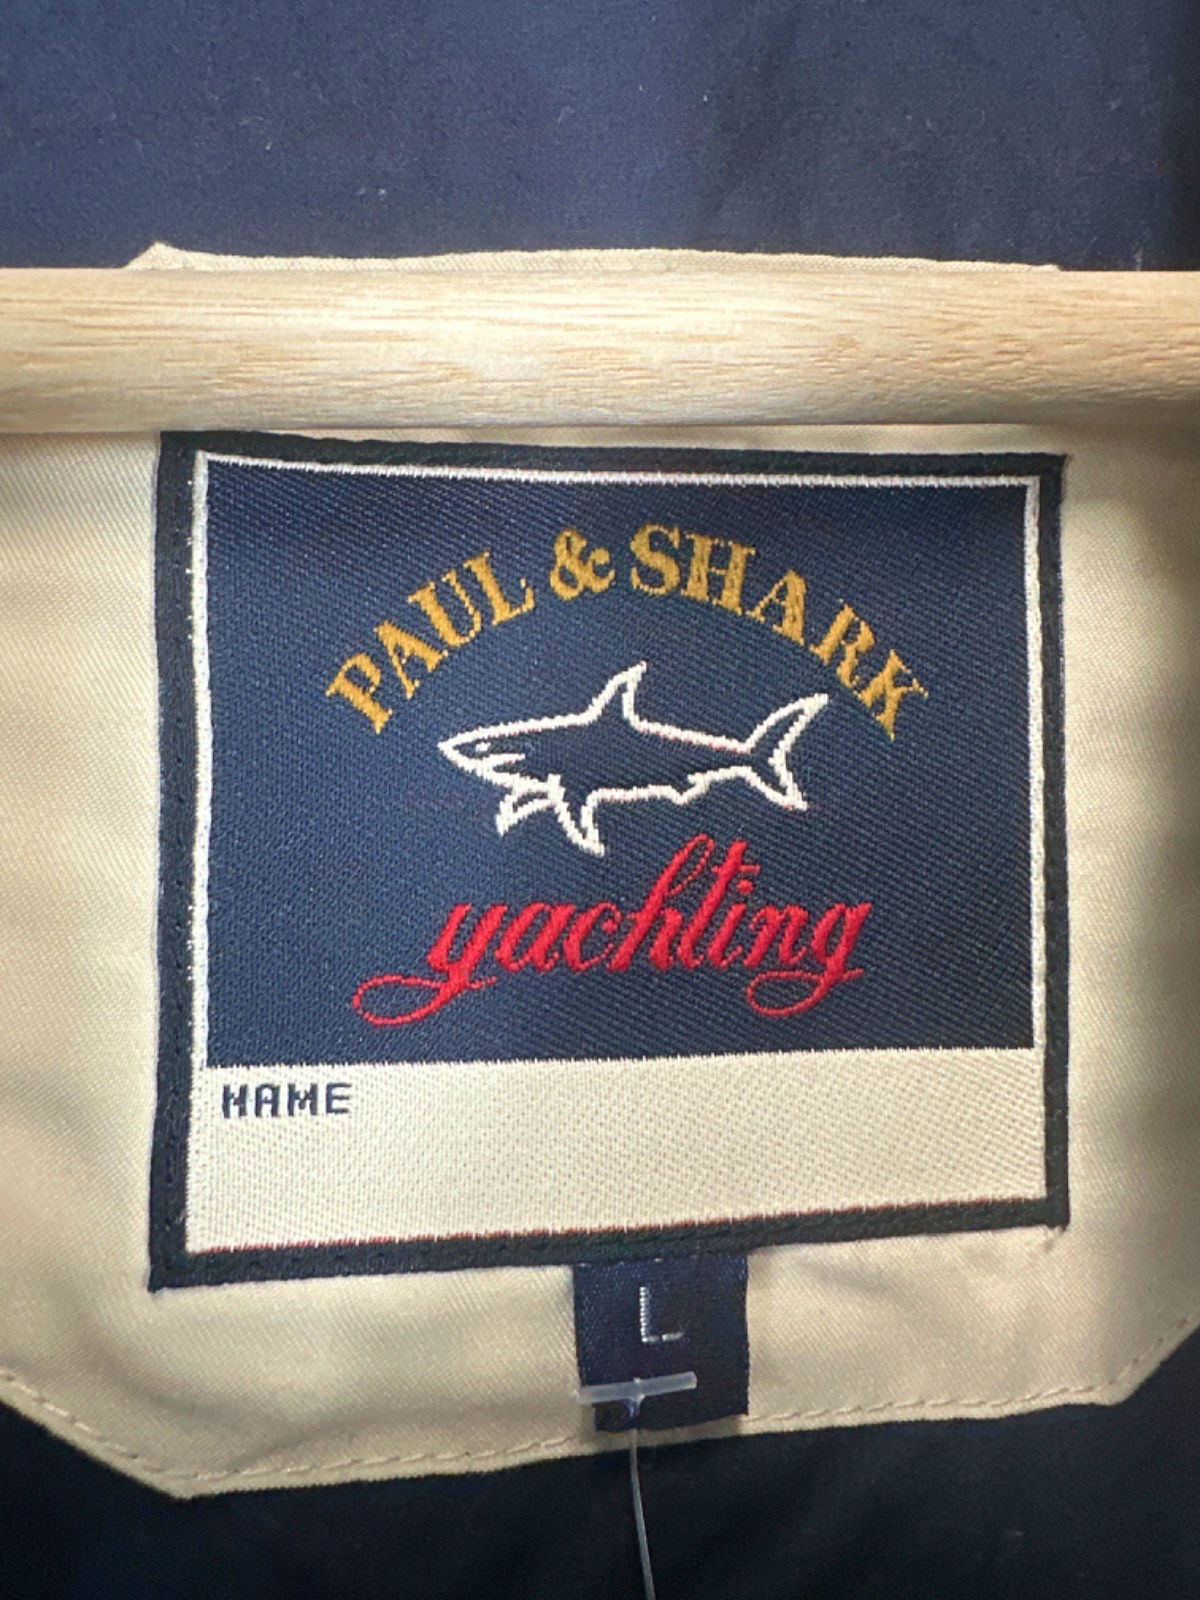 PAUL & SHARK
yachting
NAME
L